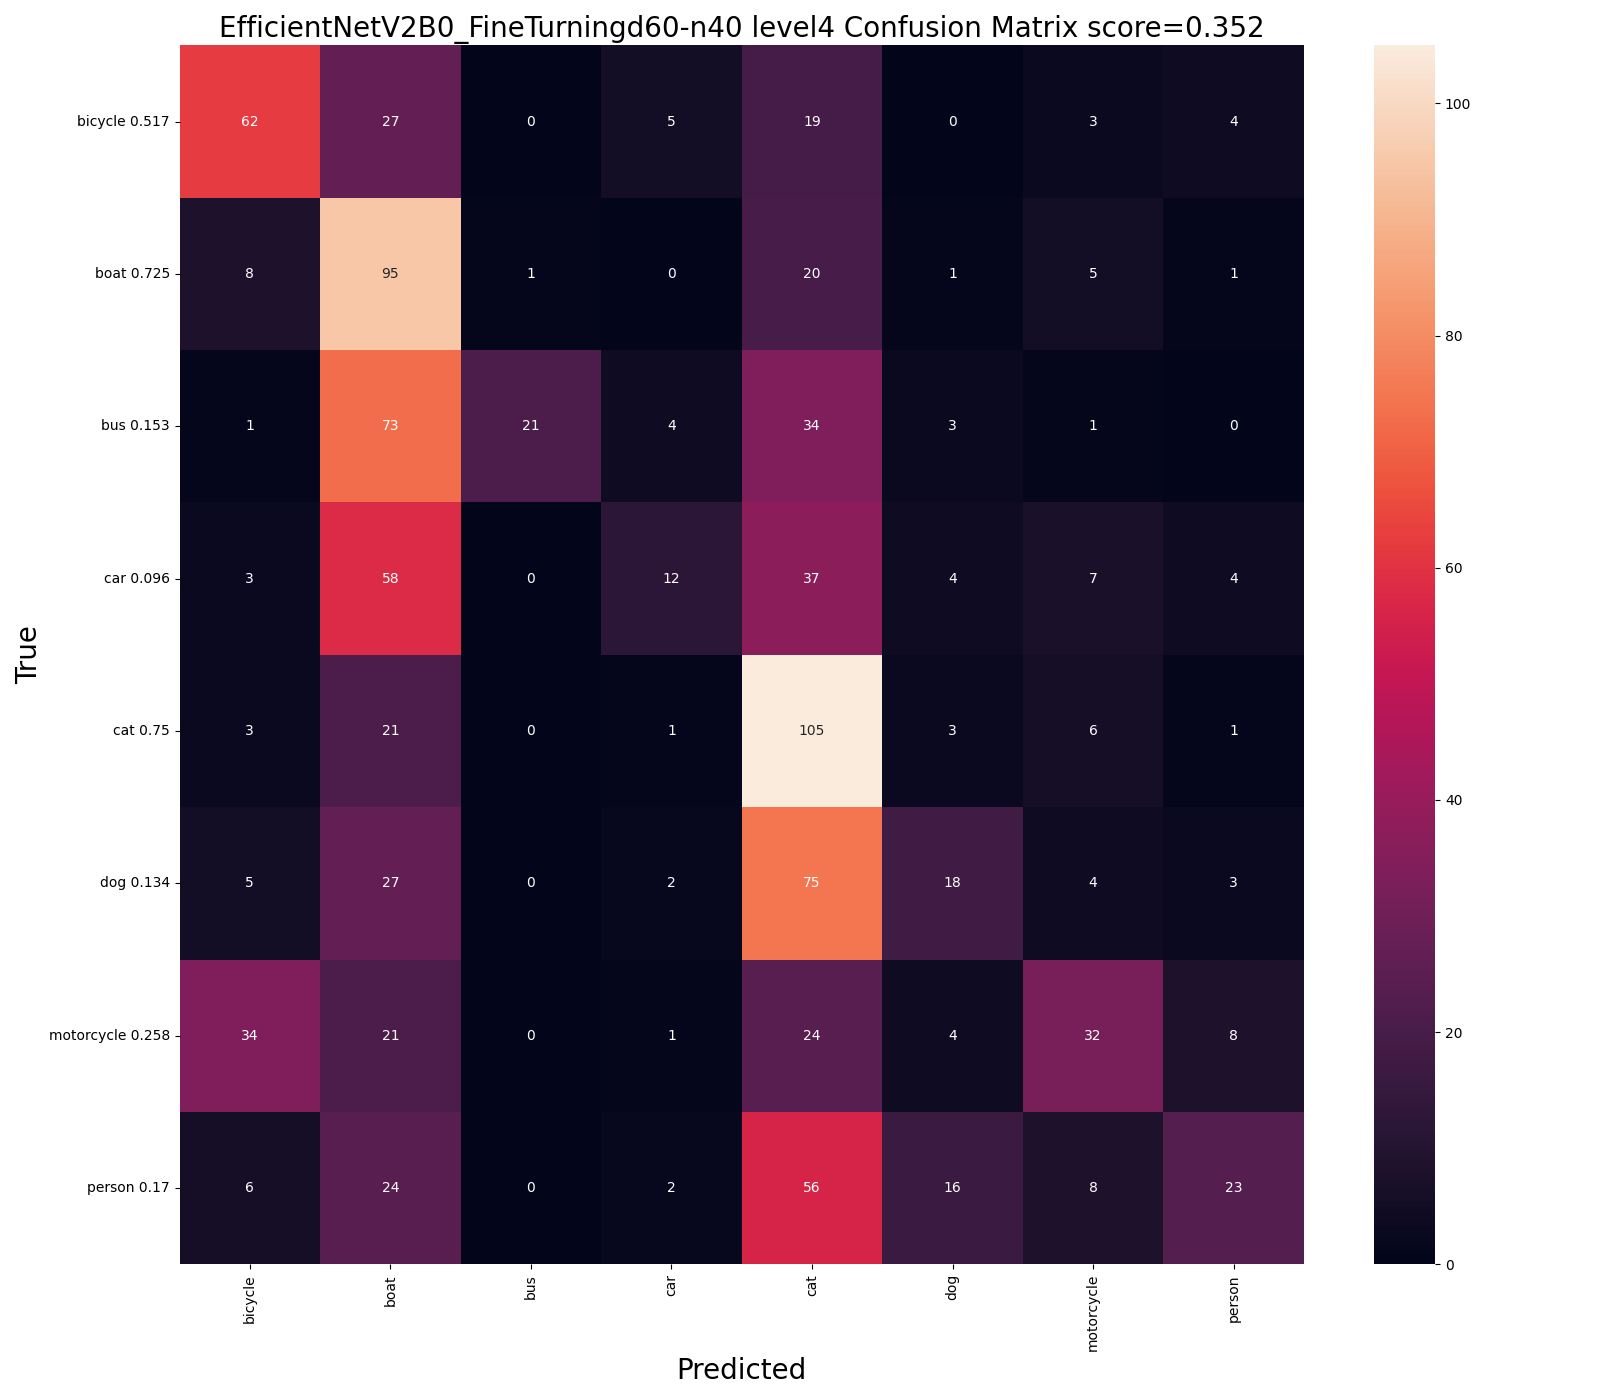 EfficientNetV2B0_FineTurningd60-n40 level4 Confusion Matrix score=0.352
bicycle 0.517 62 27 0 5 19 0 3 4
boat 0.725 8 95 1 0 20 1 5 1
bus 0.153 1 73 21 4 34 3 1 0
car 0.096 3 58 0 12 37 4 7 4
cat 0.75 3 21 0 1 105 3 6 1
dog 0.134 5 27 0 2 75 18 4 3
motorcycle 0.258 34 21 0 1 24 4 32 8
person 0.17 6 24 0 2 56 16 8 23
True
bicycle boat bus car cat dog motorcycle person
Predicted
100
80
60
40
20
0